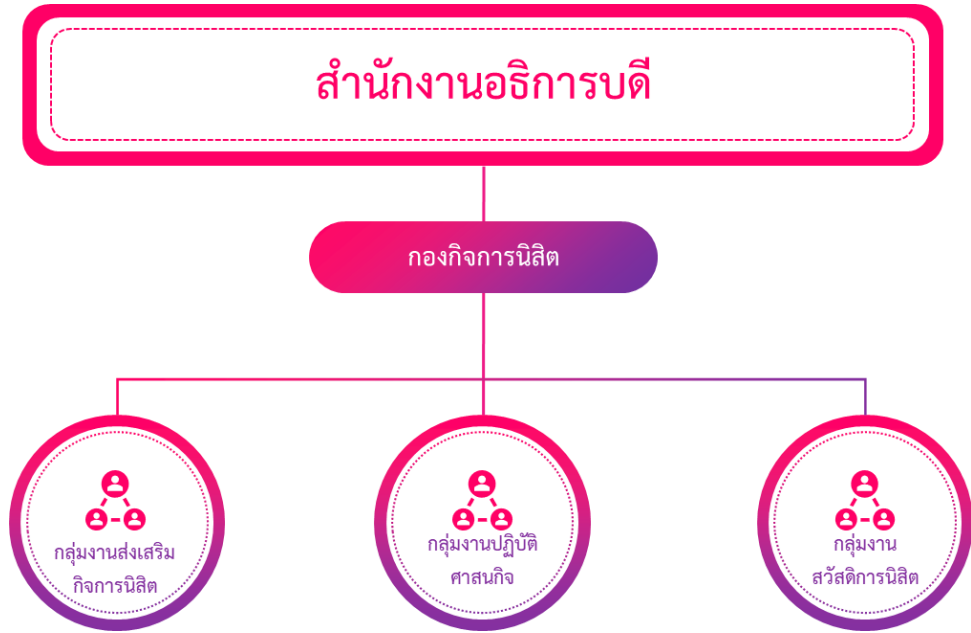 สำนักงานอธิการบดี
กองกิจการนิสิต
กลุ่มงานส่งเสริม
กิจการนิสิต
กลุ่มงานปฏิบัติ
ศาสนกิจ
กลุ่มงาน
สวัสดิการนิสิต